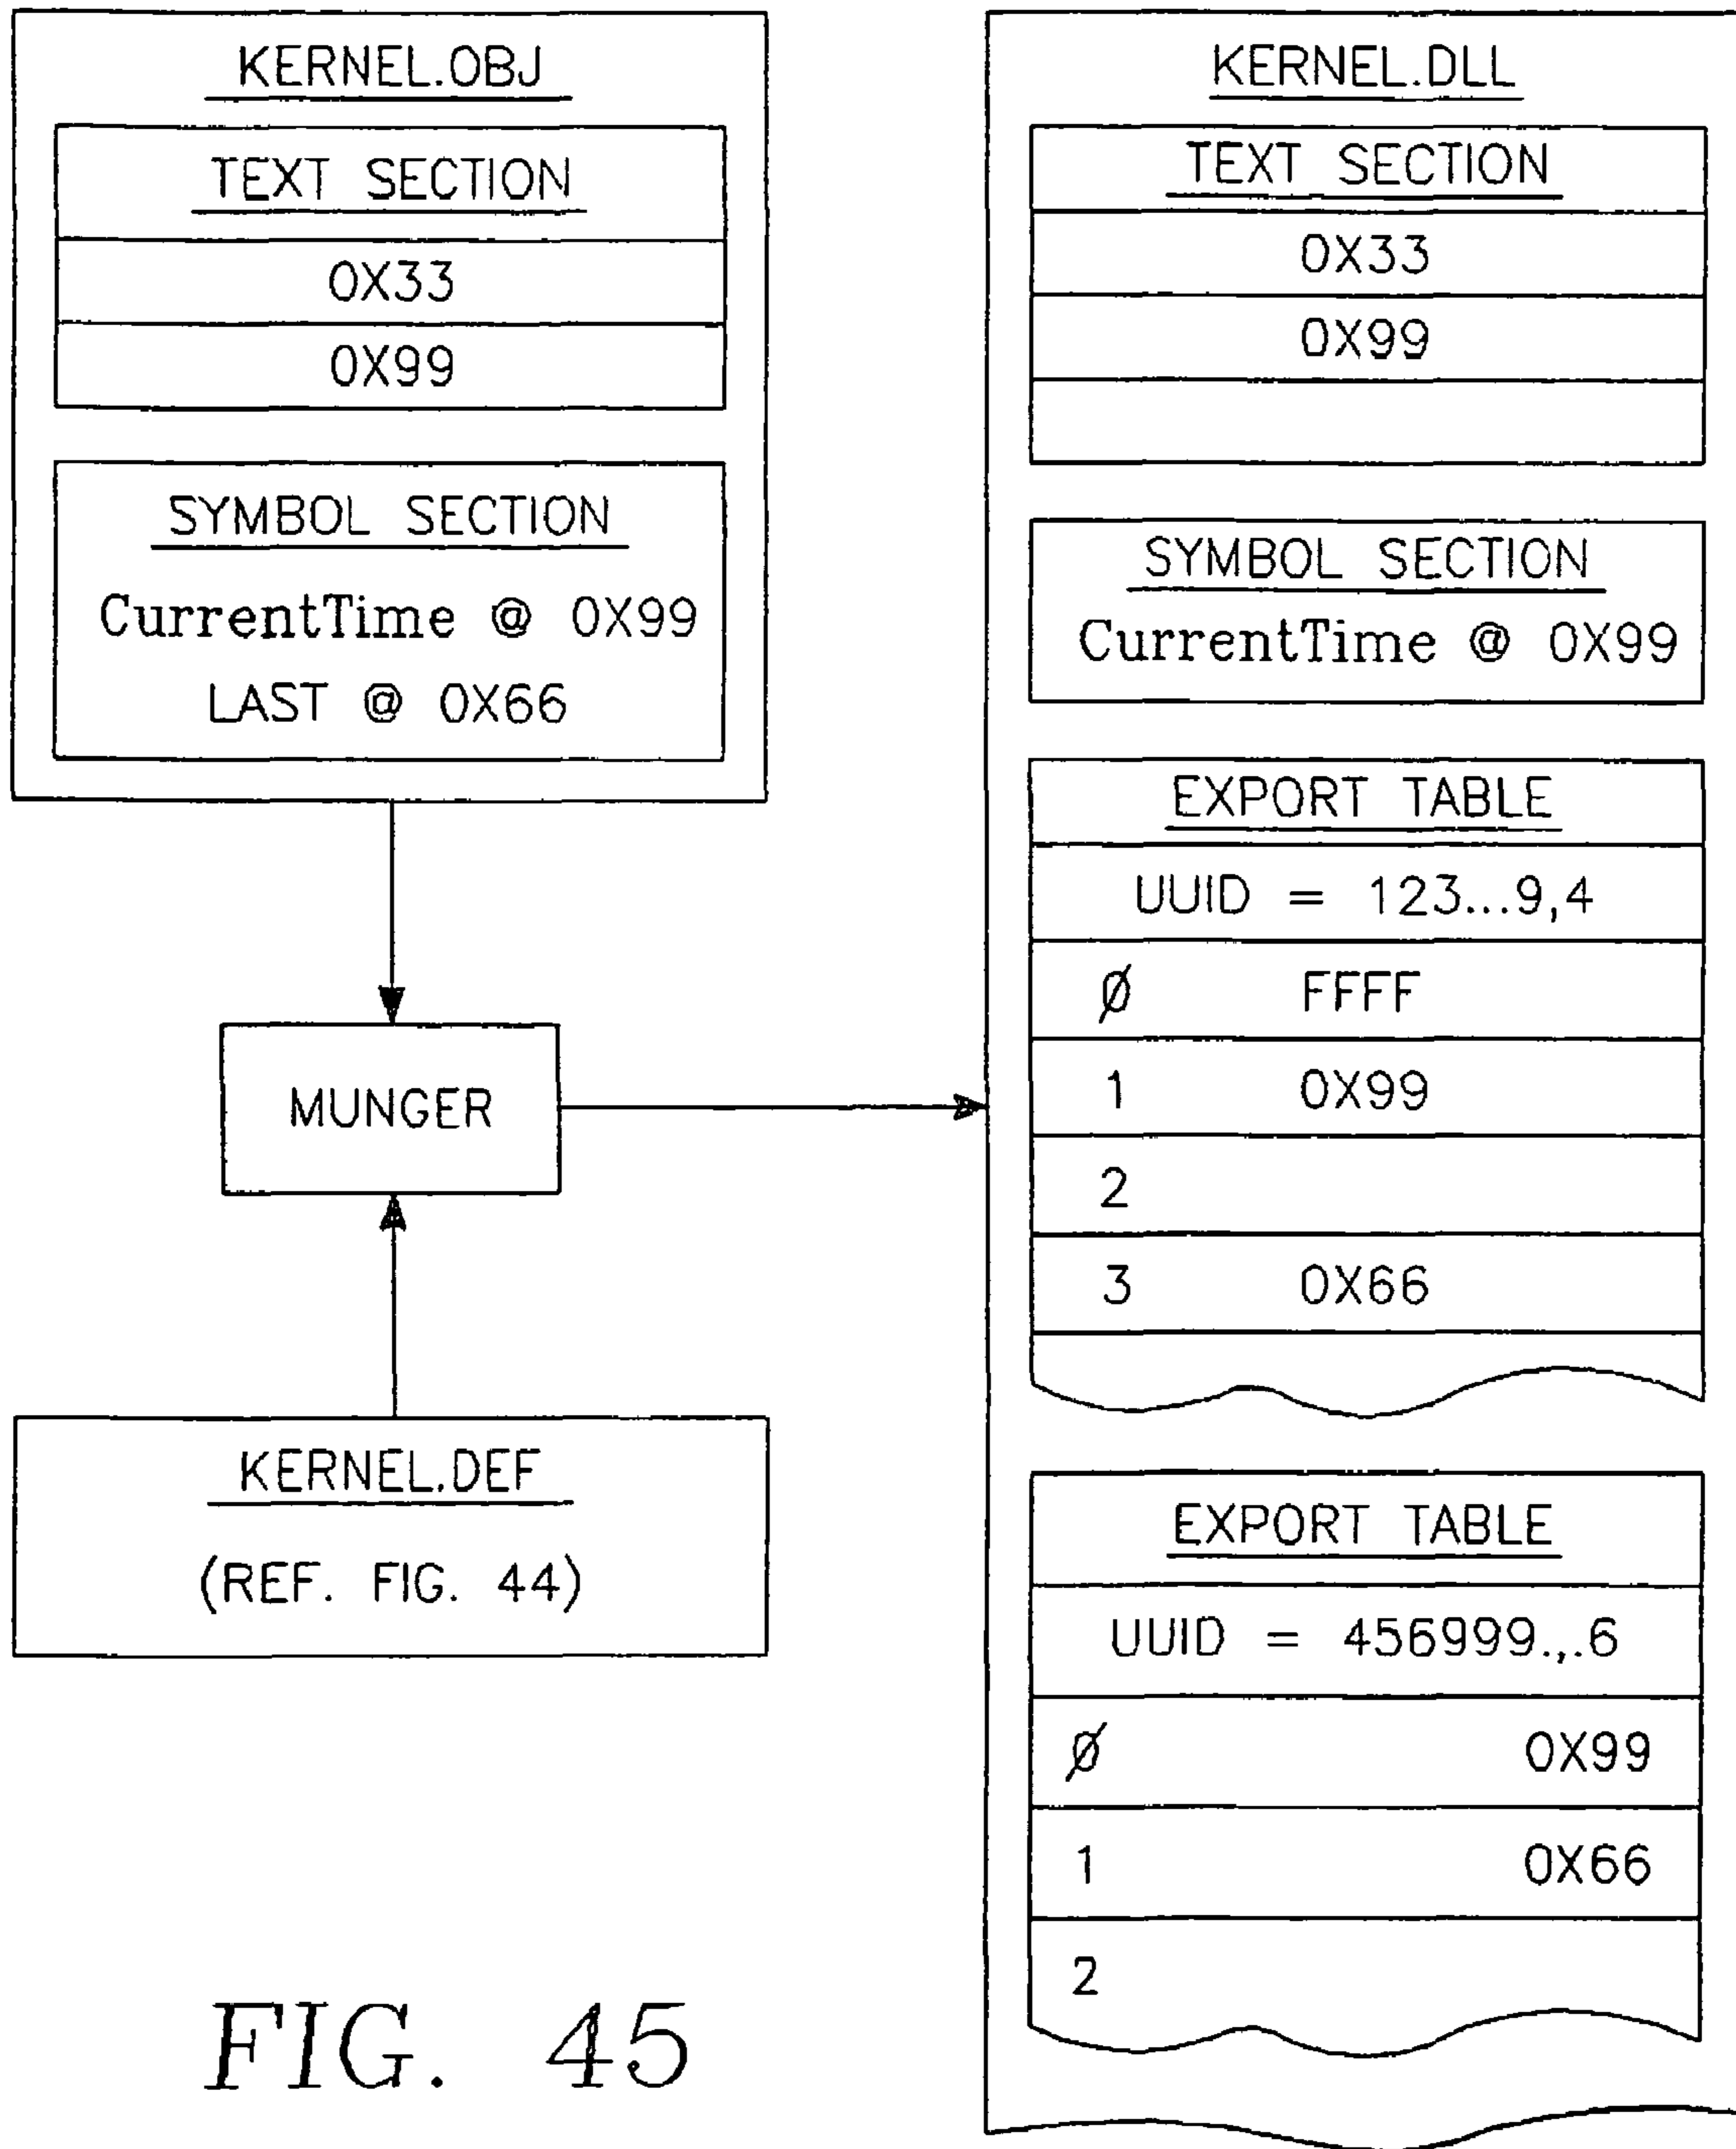 KERNEL.OBJ
TEXT SECTION
0X33
0X99
SYMBOL SECTION
CurrentTime @ 0X99
LAST @ 0X66
MUNGER
KERNEL.DEF
(REF. FIG. 44)
KERNEL.DLL
TEXT SECTION
0X33
0X99
SYMBOL SECTION
CurrentTime @ 0X99
EXPORT TABLE
UUID = 123...9,4
Ø FFFF
1 0X99
2
3 0X66
EXPORT TABLE
UUID = 456999.,.6
Ø 0X99
1 0X66
2
FIG. 45